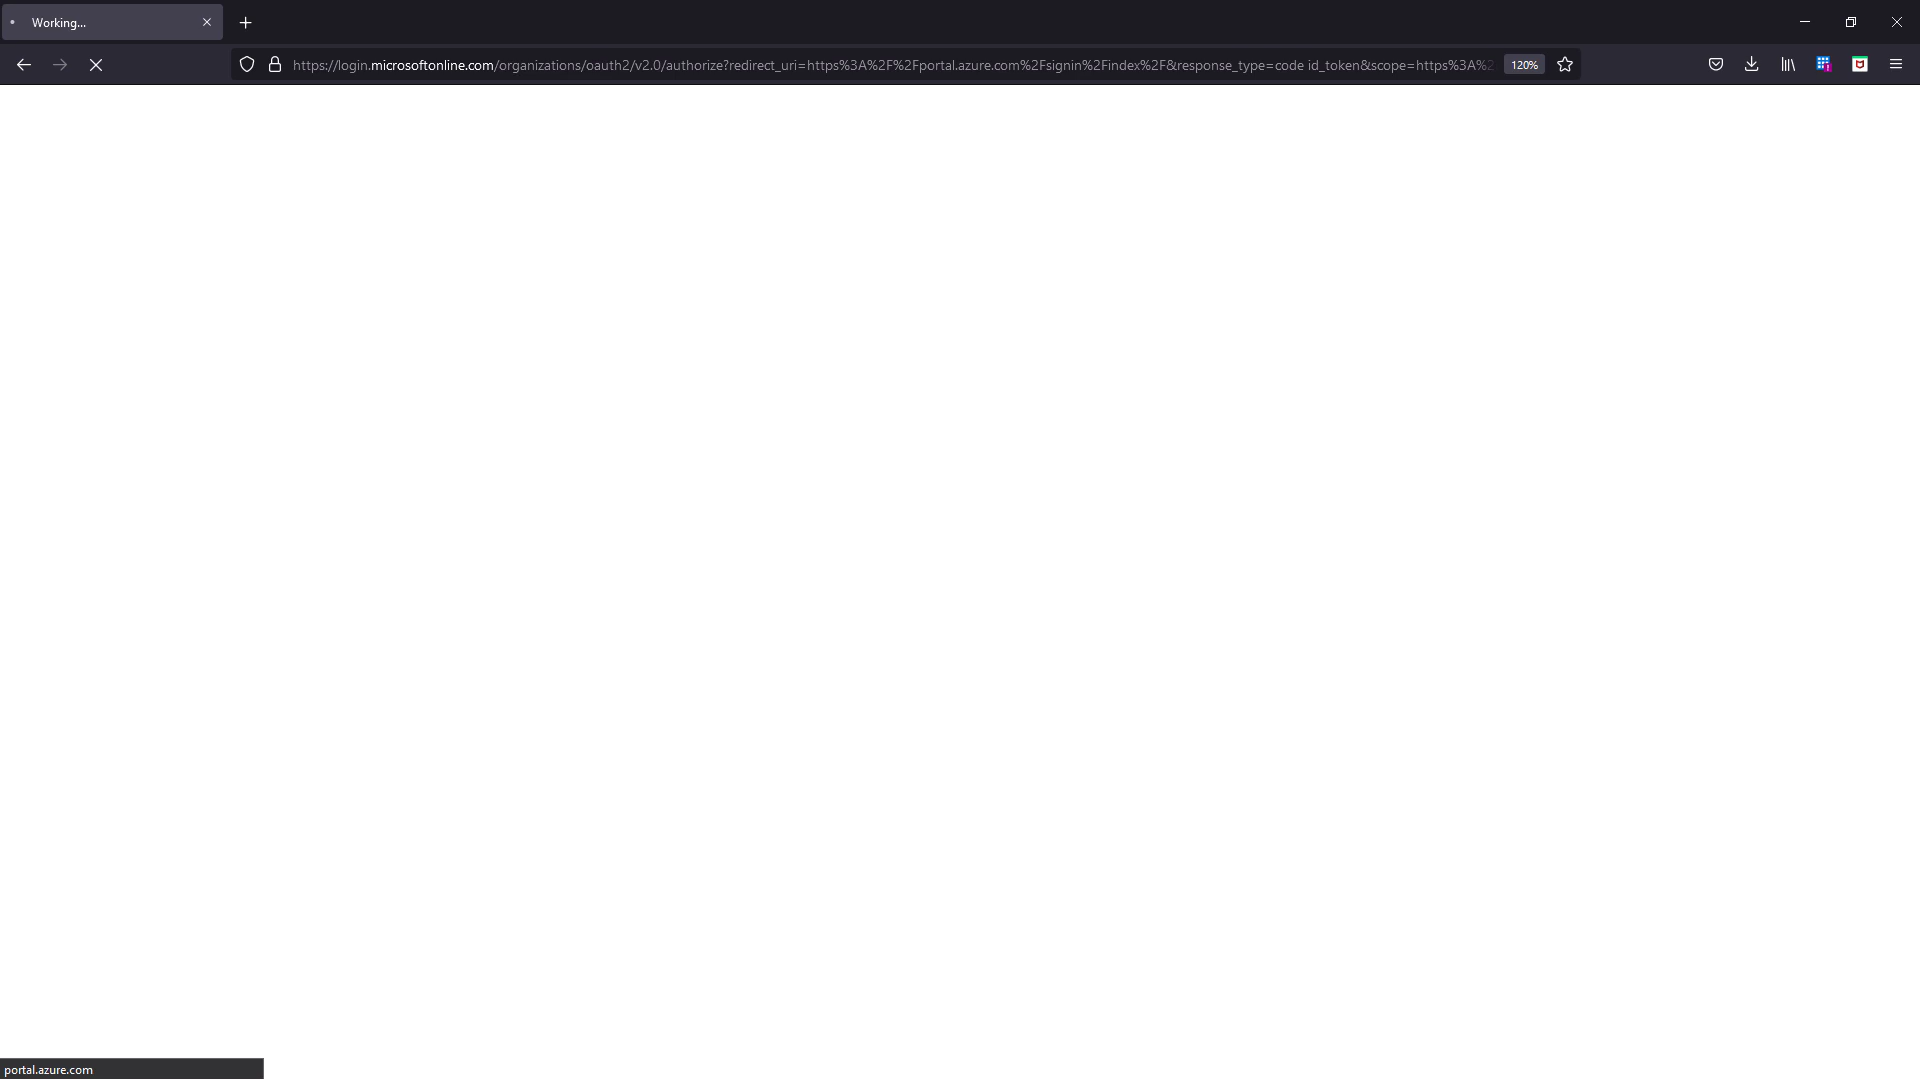 Working...
https://login.microsoftonline.com/organizations/oauth2/v2.0/authorize?redirect_uri=https%3A%2F%2Fportal.azure.com%2Fsignin%2Findex%2F&response_type=code id_token&scope=https%3A%2
120%
portal.azure.com